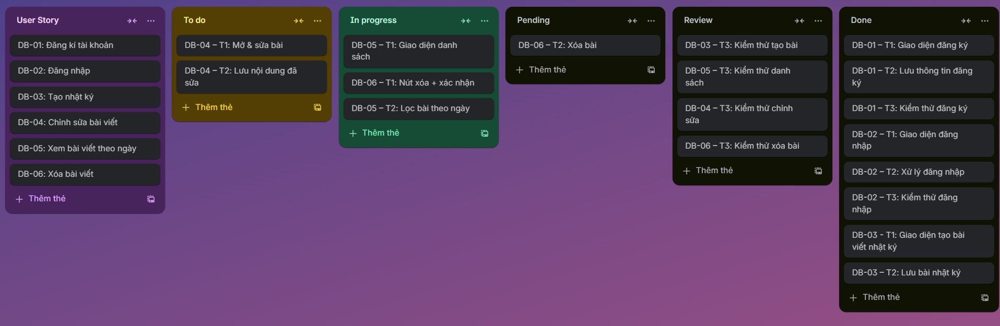 User Story
DB-01: Đăng kí tài khoản
DB-02: Đăng nhập
DB-03: Tạo nhật ký
DB-04: Chỉnh sửa bài viết
DB-05: Xem bài viết theo ngày
DB-06: Xóa bài viết
Thêm thẻ
To do
DB-04 – T1: Mở & sửa bài
DB-04 – T2: Lưu nội dung đã
sửa
Thêm thẻ
In progress
DB-05 – T1: Giao diện danh
sách
DB-06 – T1: Nút xóa + xác nhận
DB-05 – T2: Lọc bài theo ngày
Thêm thẻ
Pending
DB-06 – T2: Xóa bài
Thêm thẻ
Review
DB-03 – T3: Kiểm thử tạo bài
DB-05 – T3: Kiểm thử danh
sách
DB-04 – T3: Kiểm thử chỉnh
sửa
DB-06 – T3: Kiểm thử xóa bài
Thêm thẻ
Done
DB-01 – T1: Giao diện đăng ký
DB-01 – T2: Lưu thông tin đăng
ký
DB-01 – T3: Kiểm thử đăng ký
DB-02 – T1: Giao diện đăng
nhập
DB-02 – T2: Xử lý đăng nhập
DB-02 – T3: Kiểm thử đăng
nhập
DB-03 - T1: Giao diện tạo bài
viết nhật ký
DB-03 – T2: Lưu bài nhật ký
Thêm thẻ